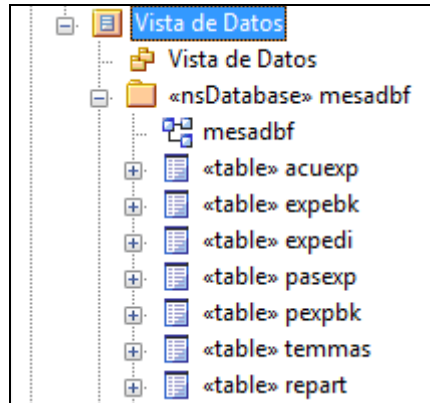 Vista de Datos
Vista de Datos
«nsDatabase» mesadbf
mesadbf
«table» acuexp
«table» expebk
«table» expedi
«table» pasexp
«table» pexpbk
«table» temmas
«table» repart